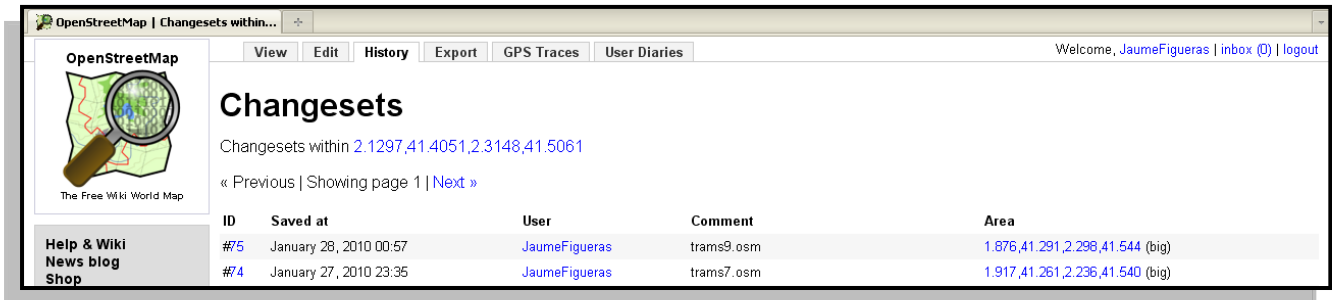 OpenStreetMap | Changesets within...
View Edit History Export GPS Traces User Diaries
Welcome, JaumeFigueras | inbox (0) | logout
OpenStreetMap
The Free Wiki World Map
Changesets
Changesets within 2.1297,41.4051,2.3148,41.5061
« Previous | Showing page 1 | Next »
ID Saved at User Comment Area
#75 January 28, 2010 00:57 JaumeFigueras trams9.osm 1.876,41.291,2.298,41.544 (big)
#74 January 27, 2010 23:35 JaumeFigueras trams7.osm 1.917,41.261,2.236,41.540 (big)
Help & Wiki
News blog
Shop